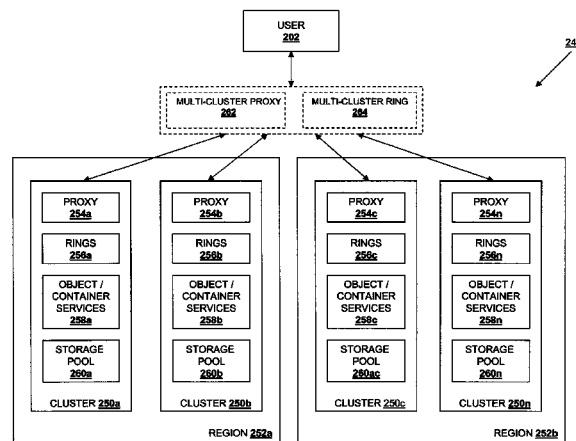 USER
202
24
MULTI-CLUSTER PROXY
262
MULTI-CLUSTER RING
264
PROXY
254a
PROXY
254b
PROXY
254c
PROXY
254n
RINGS
256a
RINGS
256b
RINGS
256c
RINGS
256n
OBJECT /
CONTAINER
SERVICES
258a
OBJECT /
CONTAINER
SERVICES
258b
OBJECT /
CONTAINER
SERVICES
258c
OBJECT /
CONTAINER
SERVICES
258n
STORAGE
POOL
260a
STORAGE
POOL
260b
STORAGE
POOL
260ac
STORAGE
POOL
260n
CLUSTER 250a
CLUSTER 250b
CLUSTER 250c
CLUSTER 250n
REGION 252a
REGION 252b